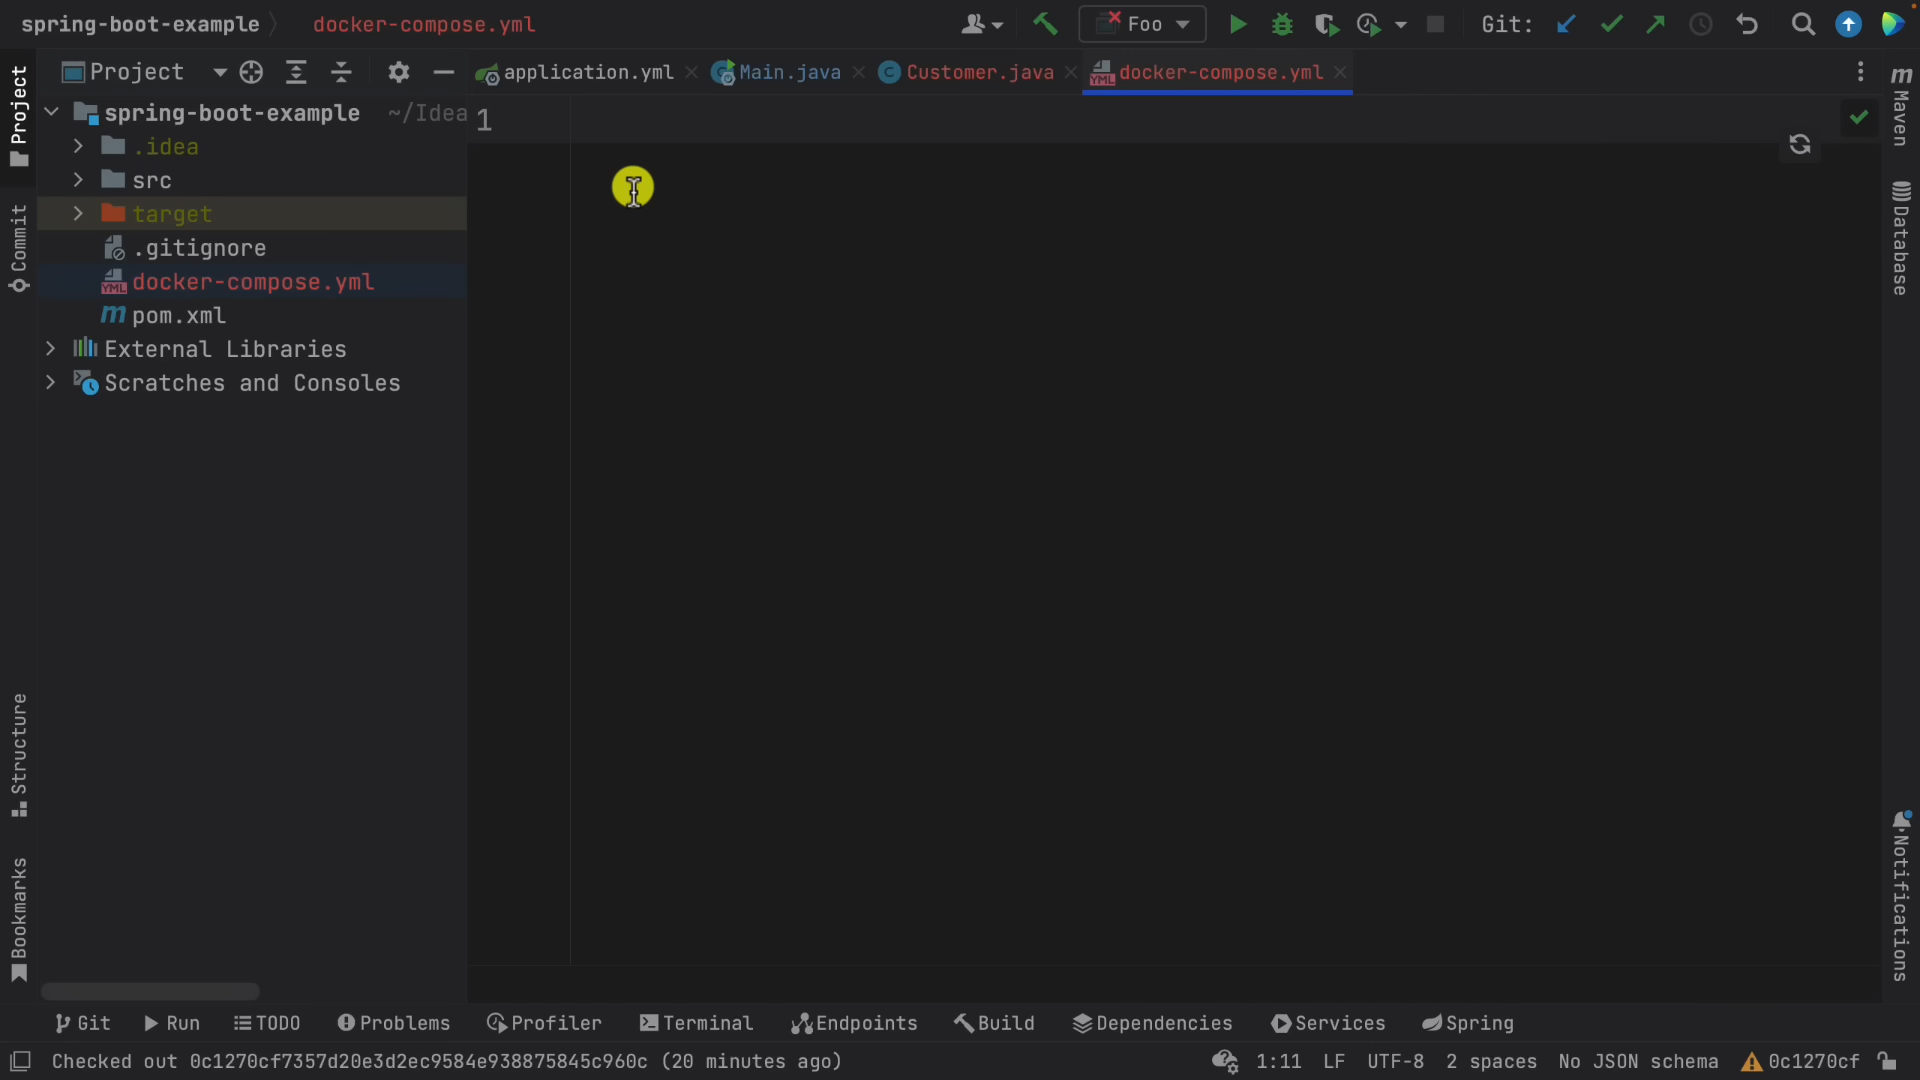 spring-boot-example
docker-compose.yml
Foo
Git:
Project
application.yml
Main.java
Customer.java
docker-compose.yml
spring-boot-example ~/Idea
.idea
src
target
.gitignore
docker-compose.yml
pom.xml
External Libraries
Scratches and Consoles
1
Project
Commit
Structure
Bookmarks
Maven
Database
Notifications
Git
Run
TODO
Problems
Profiler
Terminal
Endpoints
Build
Dependencies
Services
Spring
Checked out 0c1270cf7357d20e3d2ec9584e938875845c960c (20 minutes ago)
1:11
LF
UTF-8
2 spaces
No JSON schema
0c1270cf